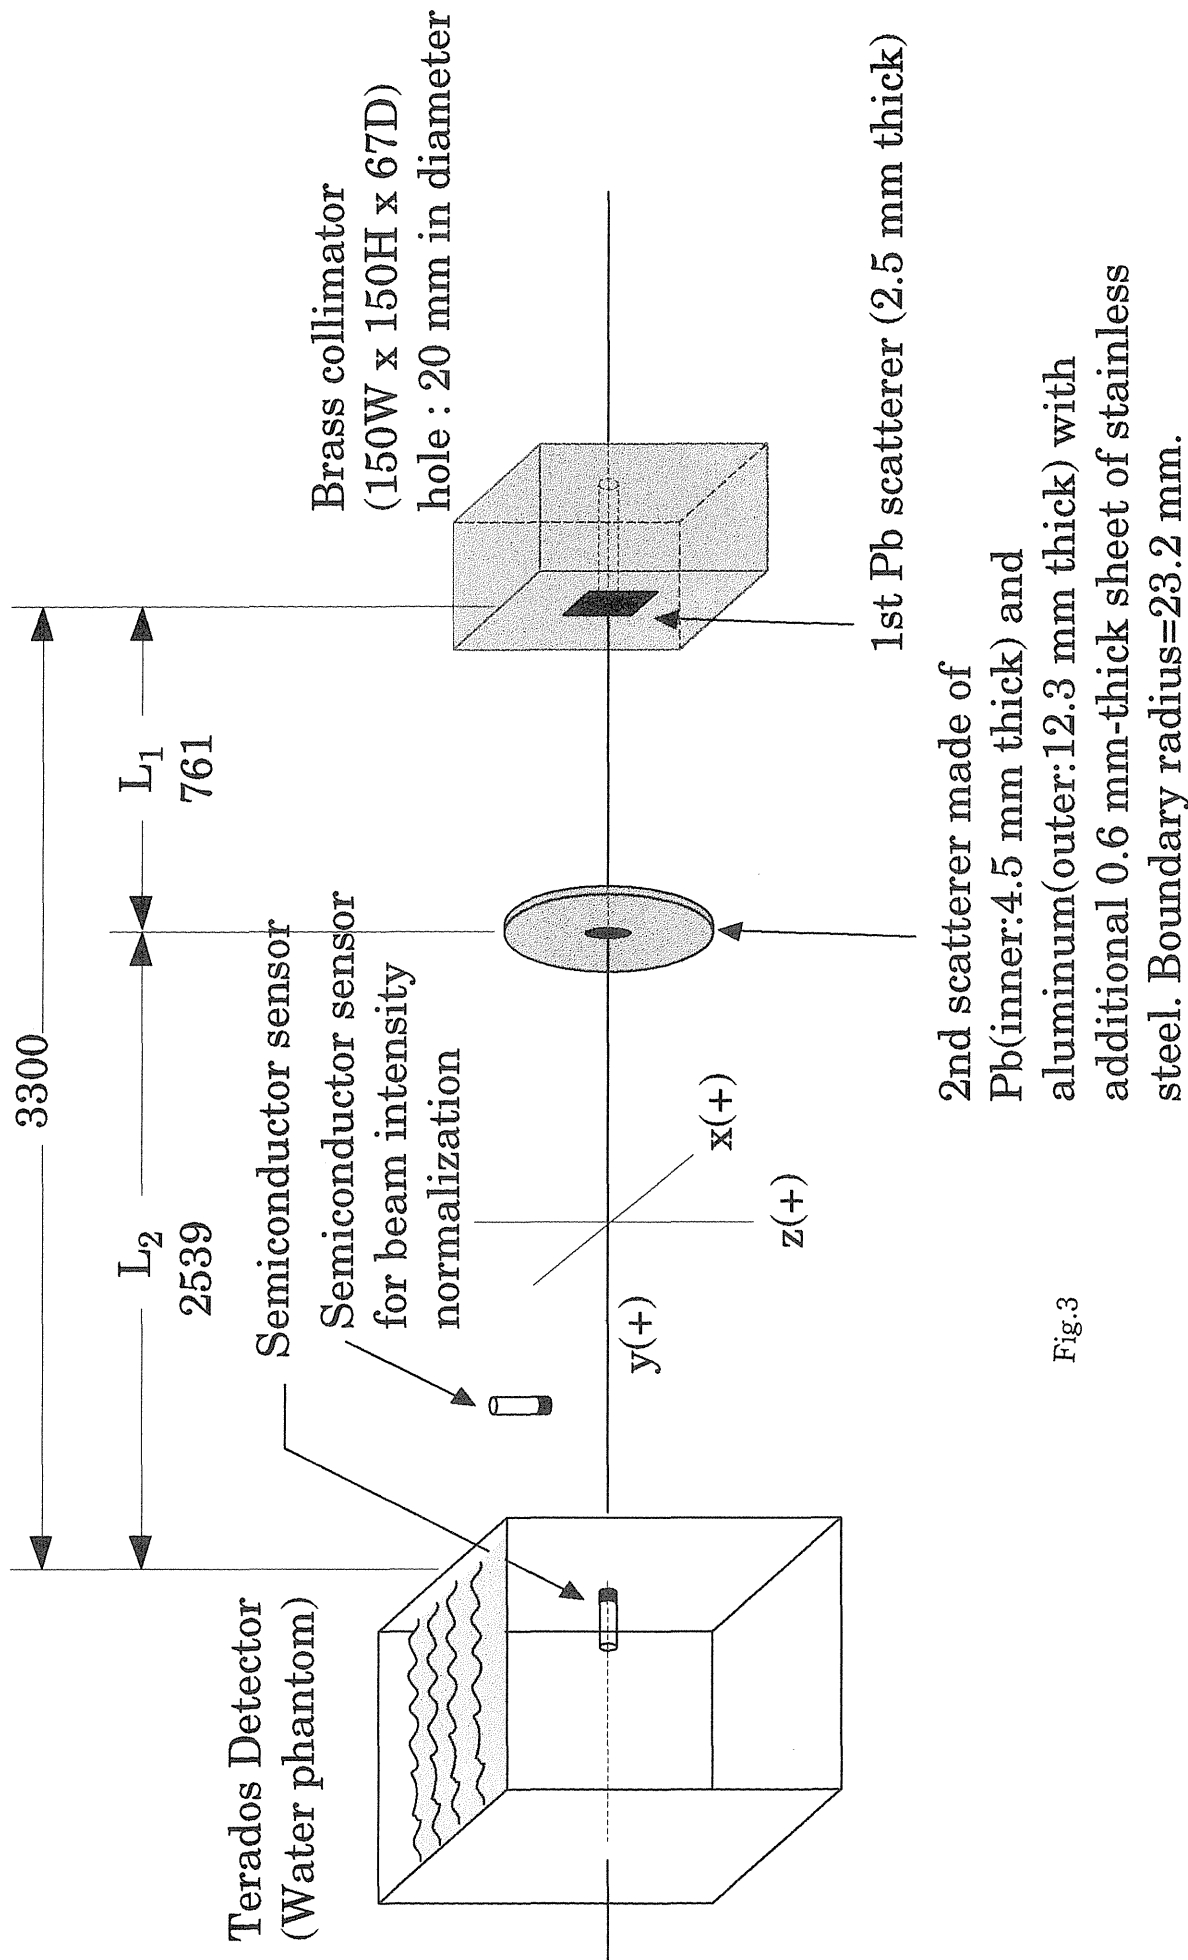 3300
L2
2539
L1
761
Terados Detector
(Water phantom)
Semiconductor sensor
Semiconductor sensor
for beam intensity
normalization
Brass collimator
(150W x 150H x 67D)
hole : 20 mm in diameter
y(+)
z(+)
x(+)
1st Pb scatterer (2.5 mm thick)
2nd scatterer made of
Pb(inner:4.5 mm thick) and
aluminum(outer:12.3 mm thick) with
additional 0.6 mm-thick sheet of stainless
steel. Boundary radius=23.2 mm.
Fig.3